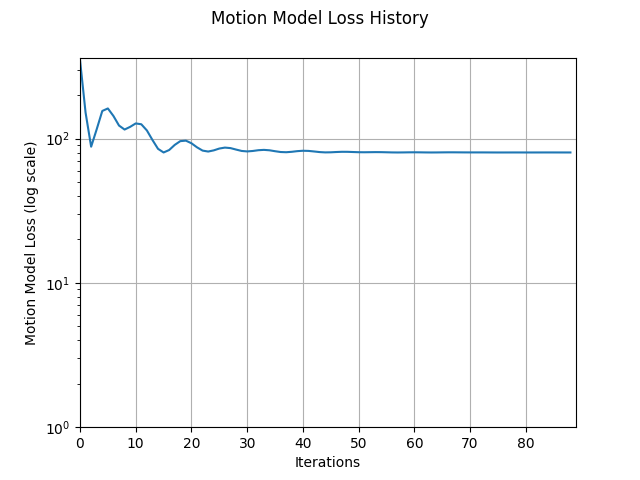 Motion Model Loss History
Motion Model Loss (log scale)
10²
10¹
10⁰
0 10 20 30 40 50 60 70 80
Iterations